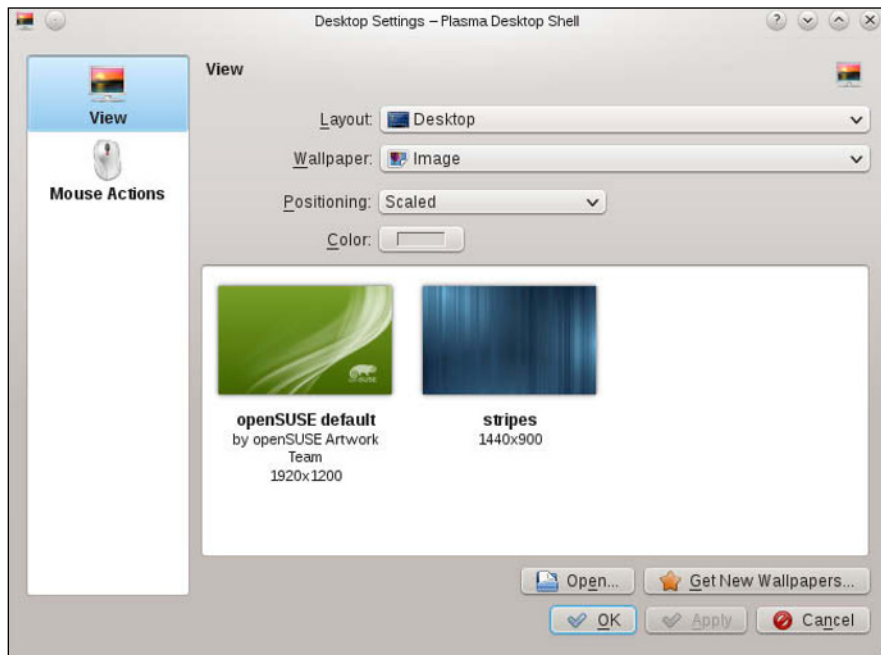 Desktop Settings – Plasma Desktop Shell
View
Mouse Actions
View
Layout: Desktop
Wallpaper: Image
Positioning: Scaled
Color:
openSUSE default
by openSUSE Artwork
Team
1920x1200
stripes
1440x900
Open...
Get New Wallpapers...
OK
Apply
Cancel